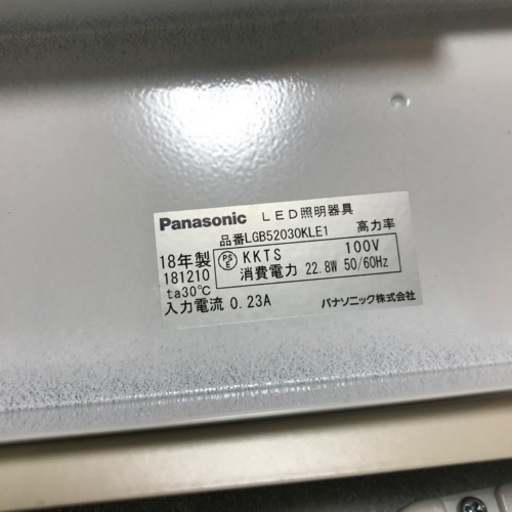 Panasonic LED照明器具
品番LGB52030KLE1 高力率
18年製 PSE KKTS 100V
181210 消費電力 22.8W 50/60Hz
ta30℃
入力電流 0.23A パナソニック株式会社